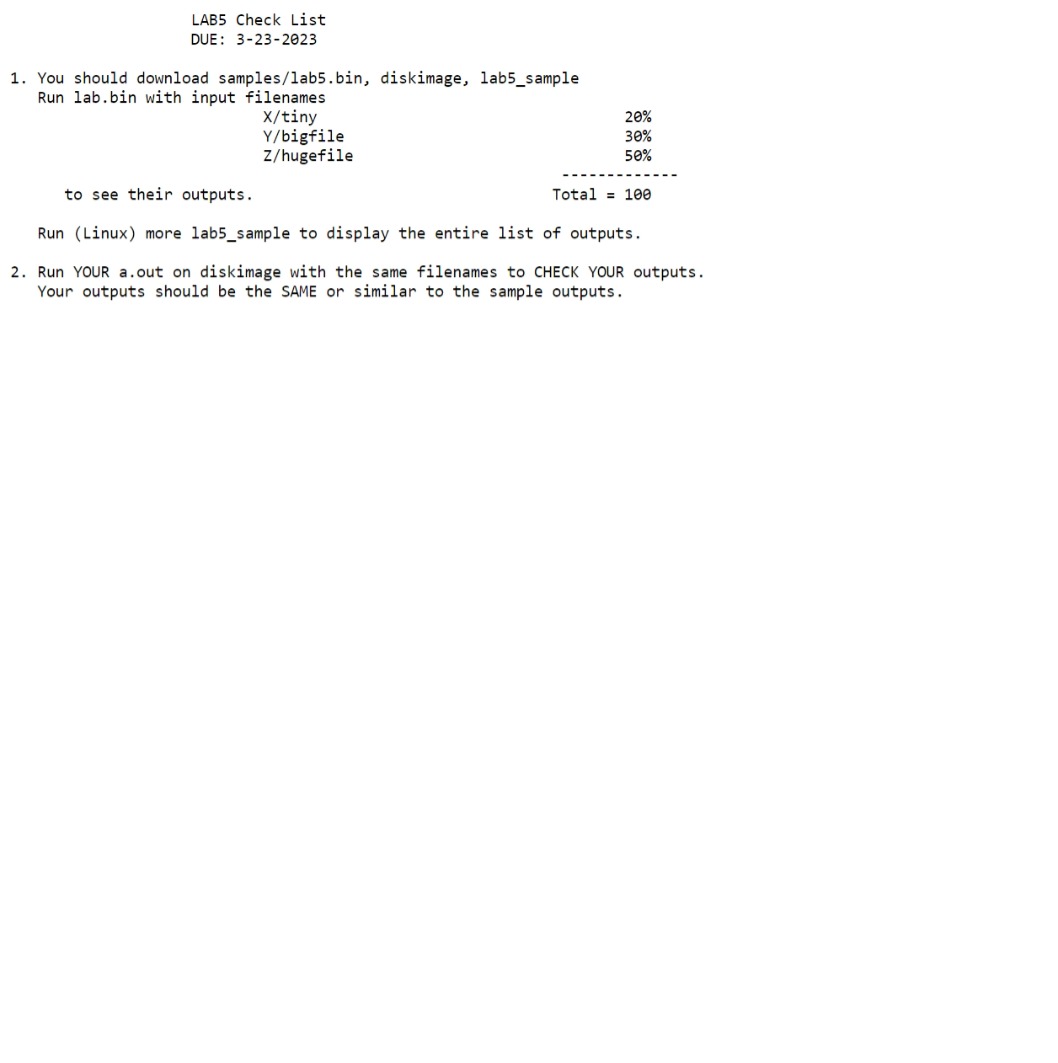 LAB5 Check List
DUE: 3-23-2023
1. You should download samples/lab5.bin, diskimage, lab5_sample
Run lab.bin with input filenames
X/tiny 20%
Y/bigfile 30%
Z/hugefile 50%
-------------
to see their outputs. Total = 100
Run (Linux) more lab5_sample to display the entire list of outputs.
2. Run YOUR a.out on diskimage with the same filenames to CHECK YOUR outputs.
Your outputs should be the SAME or similar to the sample outputs.